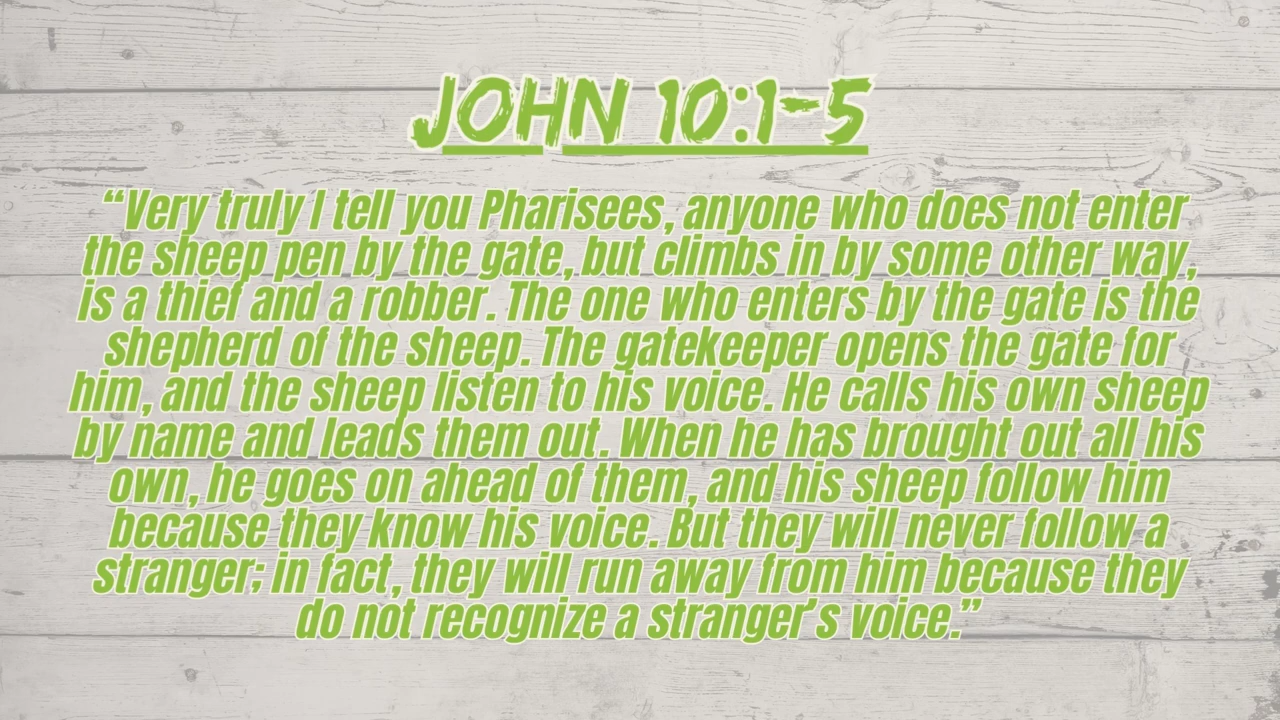 JOHN 10:1-5
“Very truly I tell you Pharisees, anyone who does not enter
the sheep pen by the gate, but climbs in by some other way,
is a thief and a robber. The one who enters by the gate is the
shepherd of the sheep. The gatekeeper opens the gate for
him, and the sheep listen to his voice. He calls his own sheep
by name and leads them out. When he has brought out all his
own, he goes on ahead of them, and his sheep follow him
because they know his voice. But they will never follow a
stranger; in fact, they will run away from him because they
do not recognize a stranger’s voice.”